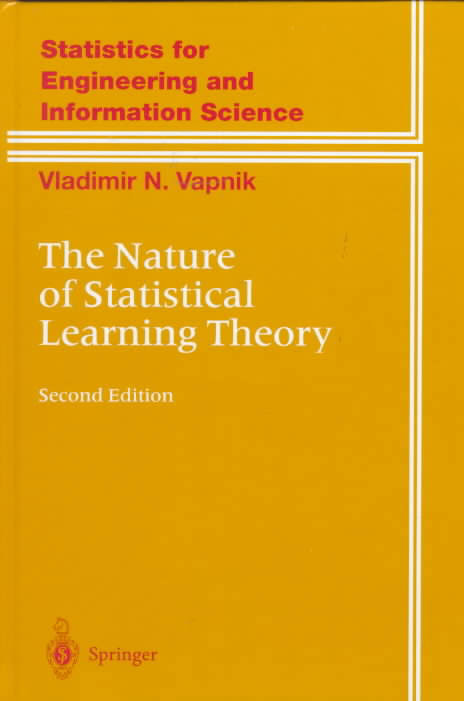 Statistics for
Engineering and
Information Science
Vladimir N. Vapnik
The Nature
of Statistical
Learning Theory
Second Edition
Springer